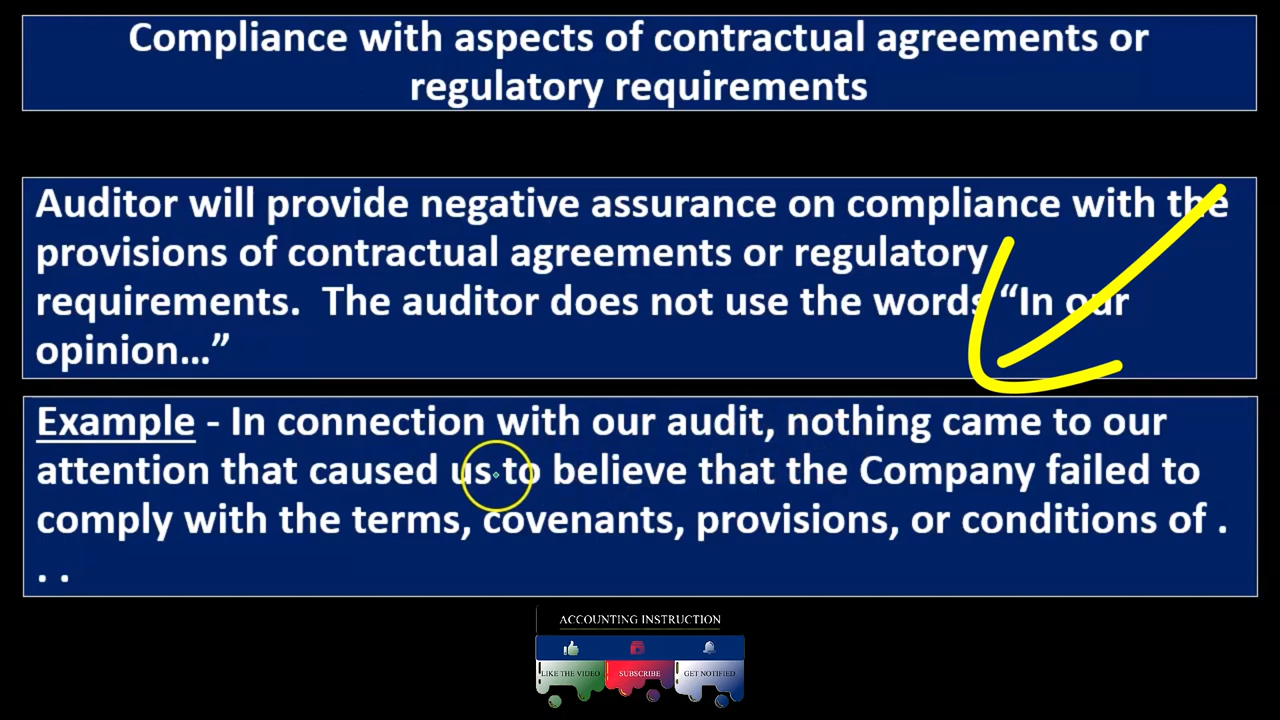 Compliance with aspects of contractual agreements or
regulatory requirements
Auditor will provide negative assurance on compliance with the
provisions of contractual agreements or regulatory
requirements.  The auditor does not use the words “In our
opinion…”
Example - In connection with our audit, nothing came to our
attention that caused us to believe that the Company failed to
comply with the terms, covenants, provisions, or conditions of .
. .
ACCOUNTING INSTRUCTION
LIKE THE VIDEO SUBSCRIBE GET NOTIFIED